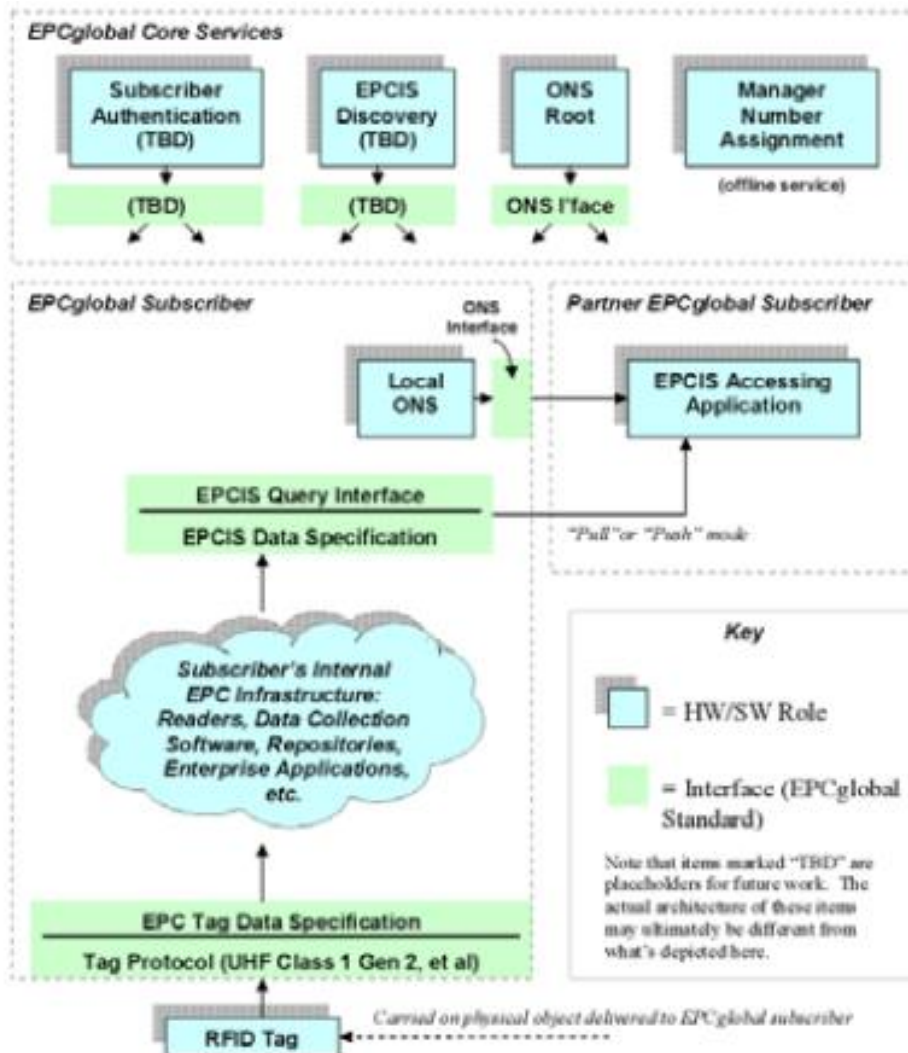 EPCglobal Core Services
Subscriber
Authentication
(TBD)
EPCIS
Discovery
(TBD)
ONS
Root
Manager
Number
Assignment
(offline service)
(TBD)
(TBD)
ONS I'face
EPCglobal Subscriber
ONS
Interface
Partner EPCglobal Subscriber
Local
ONS
EPCIS Accessing
Application
EPCIS Query Interface
EPCIS Data Specification
"Pull" or "Push" mode
Subscriber's Internal
EPC Infrastructure:
Readers, Data Collection
Software, Repositories,
Enterprise Applications,
etc.
Key
= HW/SW Role
= Interface (EPCglobal
Standard)
Note that items marked "TBD" are
placeholders for future work. The
actual architecture of these items
may ultimately be different from
what's depicted here.
EPC Tag Data Specification
Tag Protocol (UHF Class 1 Gen 2, et al)
RFID Tag
Carried on physical object delivered to EPCglobal subscriber